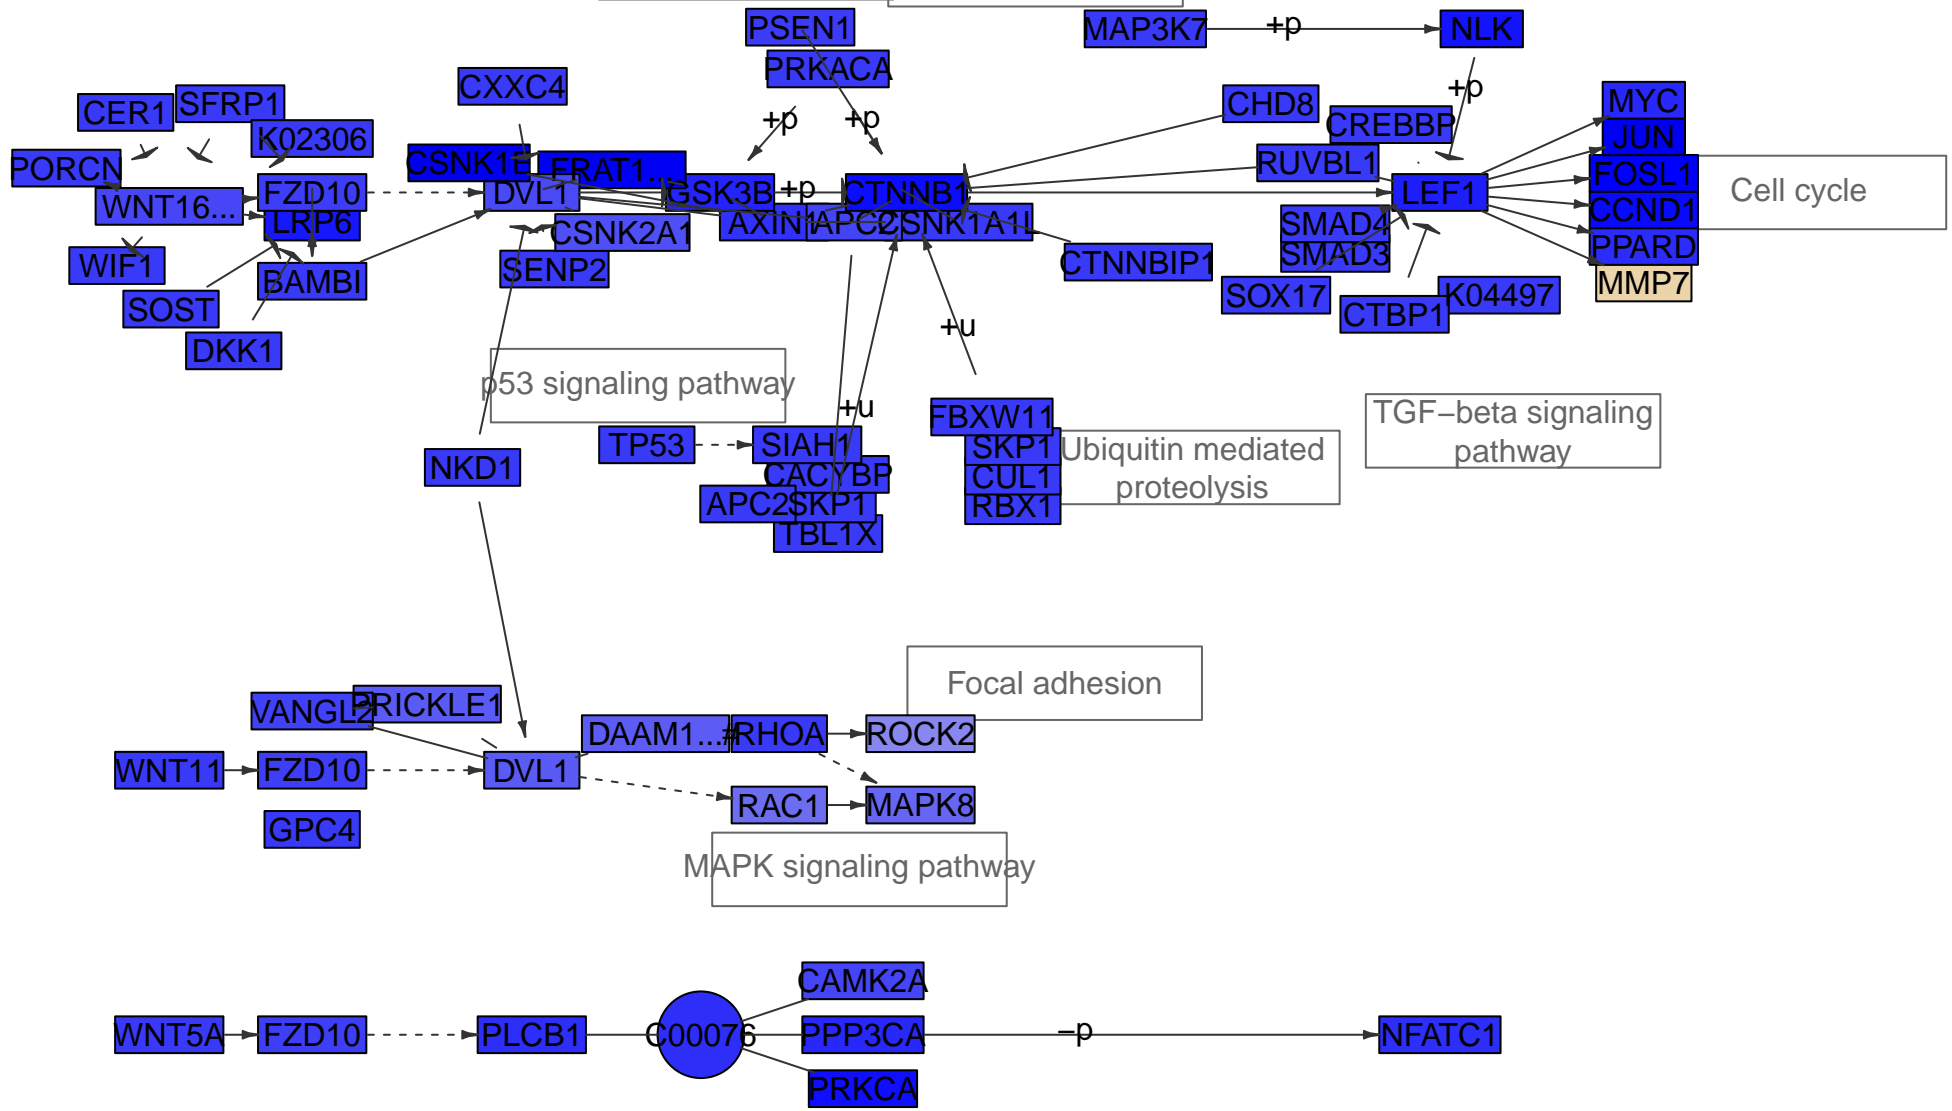 PSEN1
MAP3K7
+p
NLK
PRKACA
CXXC4
+p
CER1
SFRP1
CHD8
MYC
K02306
+p
+p
CREBBP
JUN
PORCN
CSNK1E
FRAT1...
RUVBL1
FOSL1
Cell cycle
WNT16...
FZD10
DVL1
GSK3B
+p
CTNNB1
LEF1
CCND1
LRP6
CSNK2A1
AXIN1
APC2
CSNK1A1L
SMAD4
PPARD
WIF1
BAMBI
SENP2
CTNNBIP1
SMAD3
MMP7
SOST
SOX17
K04497
CTBP1
DKK1
+u
p53 signaling pathway
+u
FBXW11
TGF−beta signaling
pathway
TP53
SIAH1
SKP1
Ubiquitin mediated
proteolysis
NKD1
CACYBP
CUL1
APC2
SKP1
RBX1
TBL1X
Focal adhesion
VANGL2
PRICKLE1
DAAM1...
#
RHOA
ROCK2
WNT11
FZD10
DVL1
RAC1
MAPK8
GPC4
MAPK signaling pathway
CAMK2A
WNT5A
FZD10
PLCB1
C00076
PPP3CA
−p
NFATC1
PRKCA